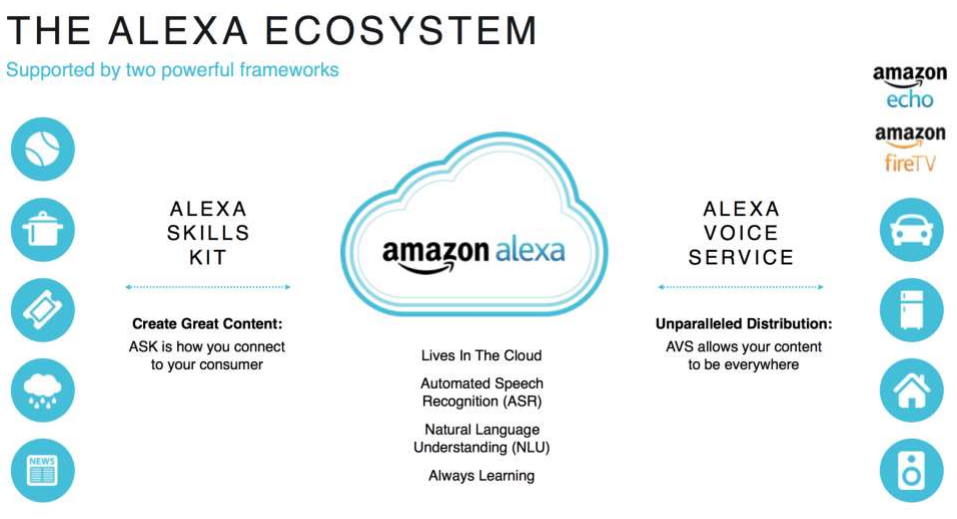 THE ALEXA ECOSYSTEM
Supported by two powerful frameworks
amazon
echo
amazon
fireTV
ALEXA
SKILLS
KIT
Create Great Content:
ASK is how you connect
to your consumer
NEWS
amazon alexa
Lives In The Cloud
Automated Speech
Recognition (ASR)
Natural Language
Understanding (NLU)
Always Learning
ALEXA
VOICE
SERVICE
Unparalleled Distribution:
AVS allows your content
to be everywhere